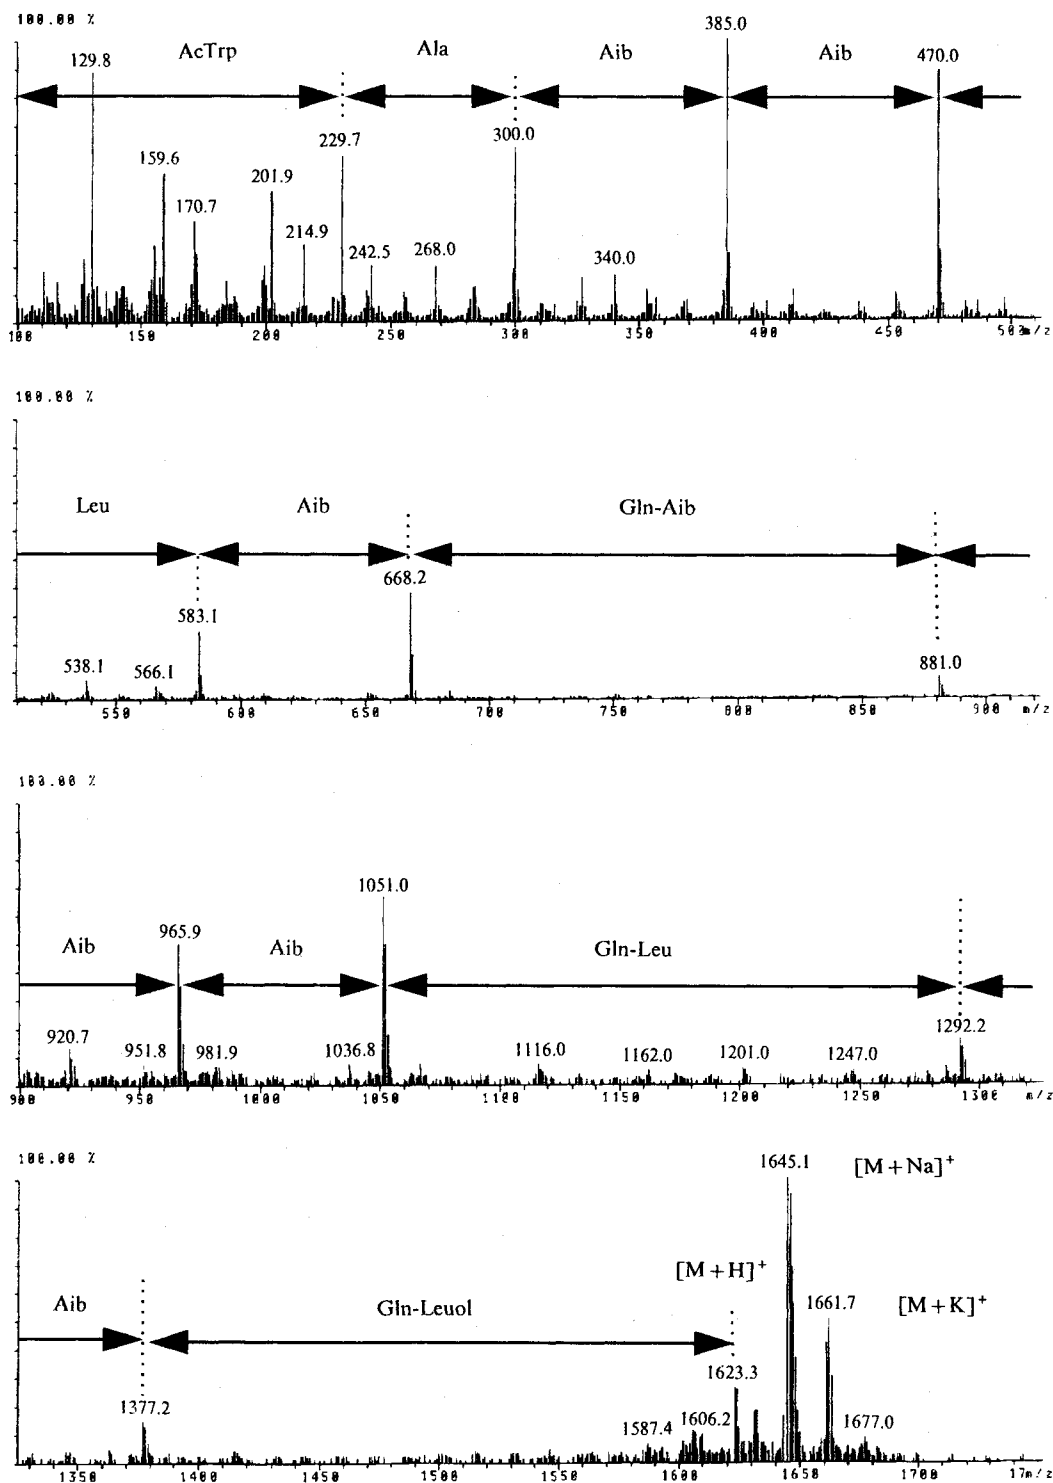 100.00 %
AcTrp Ala Aib Aib
129.8 159.6 170.7 201.9 214.9 229.7 242.5 268.0 300.0 340.0 385.0 470.0
100 150 200 250 300 350 400 450 500 m/z
100.00 %
Leu Aib Gln-Aib
538.1 566.1 583.1 668.2 881.0
550 600 650 700 750 800 850 900 m/z
100.00 %
Aib Aib Gln-Leu
920.7 951.8 965.9 981.9 1036.8 1051.0 1116.0 1162.0 1201.0 1247.0 1292.2
900 950 1000 1050 1100 1150 1200 1250 1300 m/z
100.00 %
[M+H]+ 1645.1 [M+Na]+
Aib Gln-Leuol 1661.7 [M+K]+
1377.2 1587.4 1606.2 1623.3 1677.0
1350 1400 1450 1500 1550 1600 1650 1700 17m/z